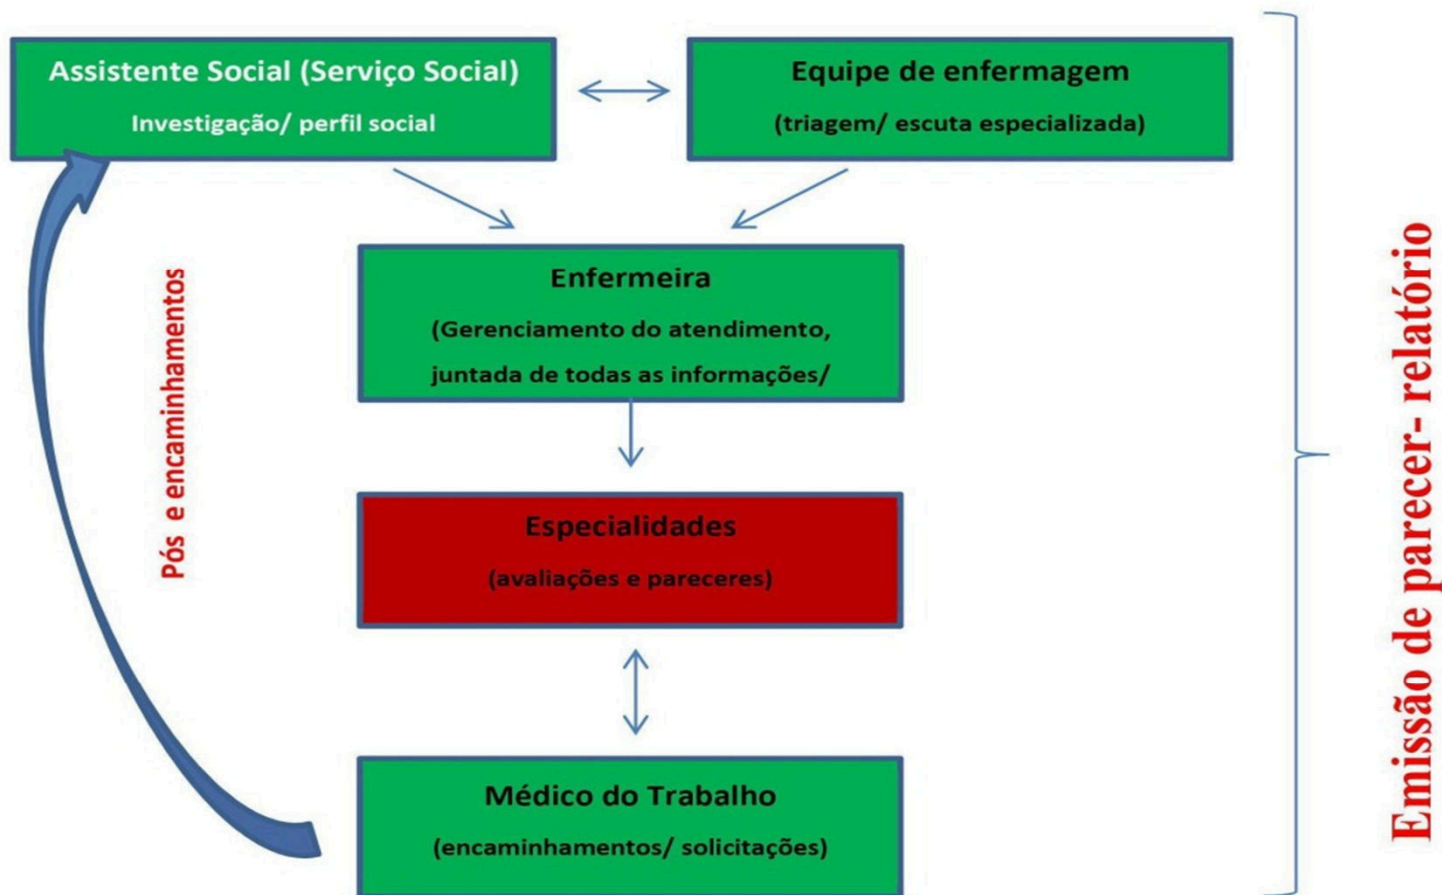 Assistente Social (Serviço Social)
Investigação/ perfil social
Equipe de enfermagem
(triagem/ escuta especializada)
Enfermeira
(Gerenciamento do atendimento,
juntada de todas as informações/
Especialidades
(avaliações e pareceres)
Médico do Trabalho
(encaminhamentos/ solicitações)
Pós e encaminhamentos
Emissão de parecer- relatório